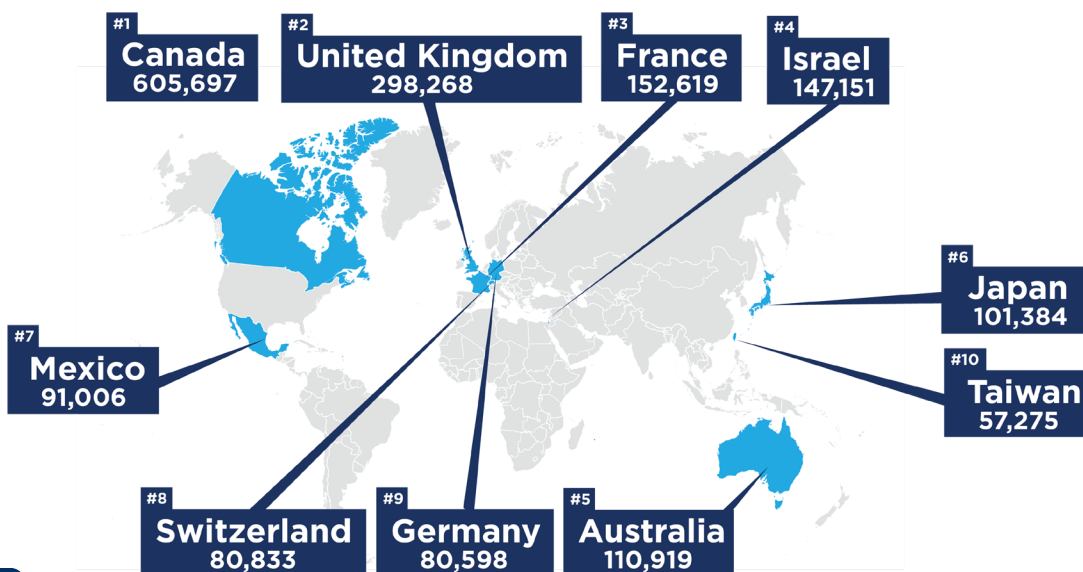 #1
Canada
605,697
#2
United Kingdom
298,268
#3
France
152,619
#4
Israel
147,151
#6
Japan
101,384
#7
Mexico
91,006
#10
Taiwan
57,275
#8
Switzerland
80,833
#9
Germany
80,598
#5
Australia
110,919